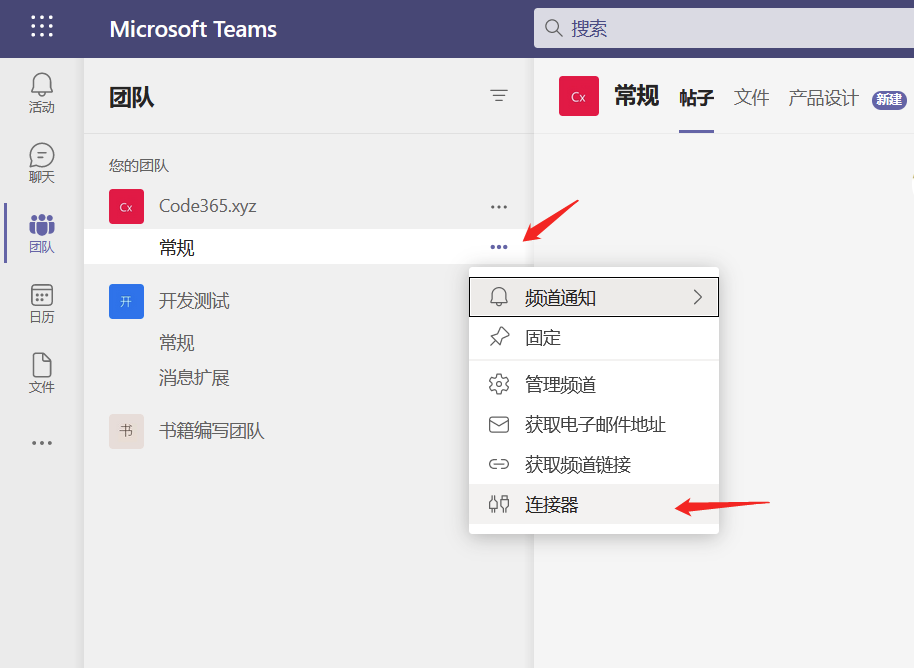 Microsoft Teams
搜索
活动
聊天
团队
日历
文件
团队
您的团队
Cx Code365.xyz
常规
开 开发测试
常规
消息扩展
书 书籍编写团队
Cx 常规 帖子 文件 产品设计 新建
频道通知
固定
管理频道
获取电子邮件地址
获取频道链接
连接器